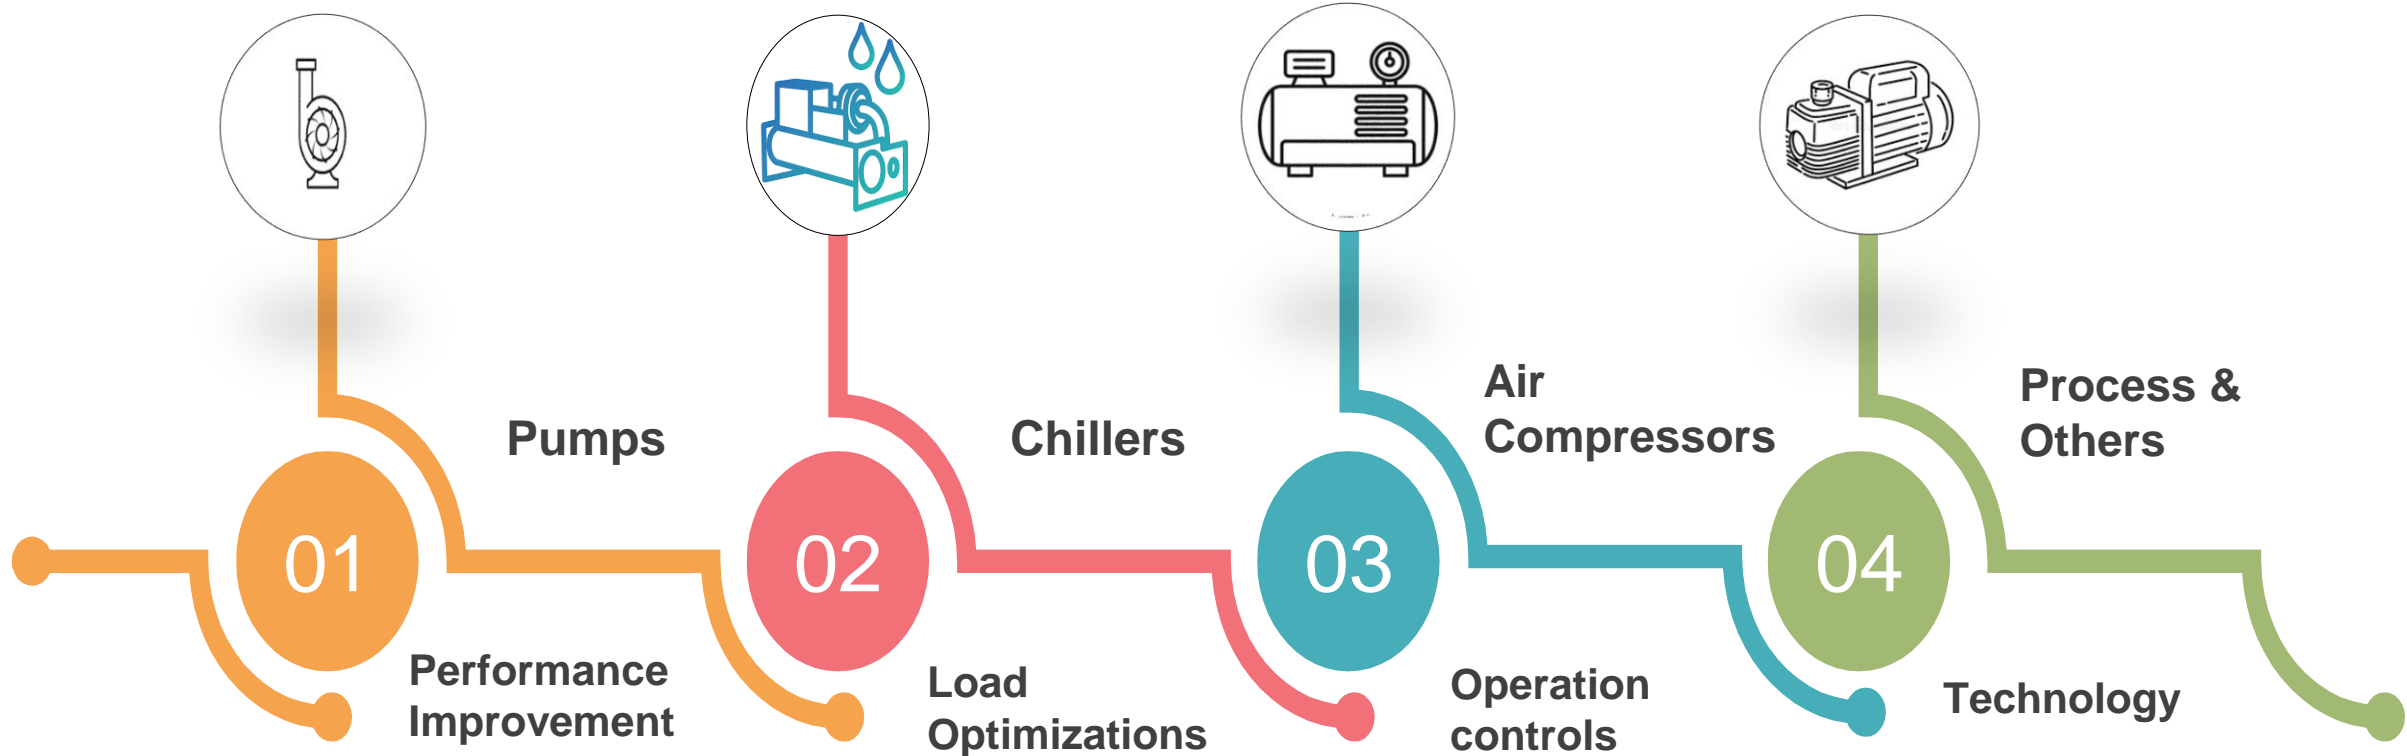 Pumps
Chillers
Air
Compressors
Process &
Others
01
02
03
04
Performance
Improvement
Load
Optimizations
Operation
controls
Technology